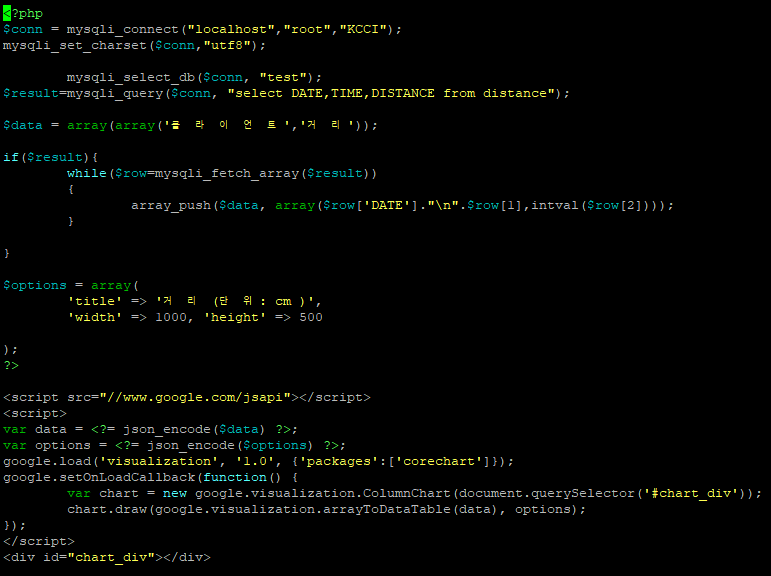 <?php
$conn = mysqli_connect("localhost","root","KCCI");
mysqli_set_charset($conn,"utf8");
mysqli_select_db($conn, "test");
$result=mysqli_query($conn, "select DATE,TIME,DISTANCE from distance");
$data = array(array('클 라 이 언 트','거 리'));
if($result){
while($row=mysqli_fetch_array($result))
{
array_push($data, array($row['DATE']."\n".$row[1],intval($row[2])));
}
}
$options = array(
'title' => '거 리 (단 위 : cm )',
'width' => 1000, 'height' => 500
);
?>
<script src="//www.google.com/jsapi"></script>
<script>
var data = <?= json_encode($data) ?>;
var options = <?= json_encode($options) ?>;
google.load('visualization', '1.0', {'packages':['corechart']});
google.setOnLoadCallback(function() {
var chart = new google.visualization.ColumnChart(document.querySelector('#chart_div'));
chart.draw(google.visualization.arrayToDataTable(data), options);
});
</script>
<div id="chart_div"></div>